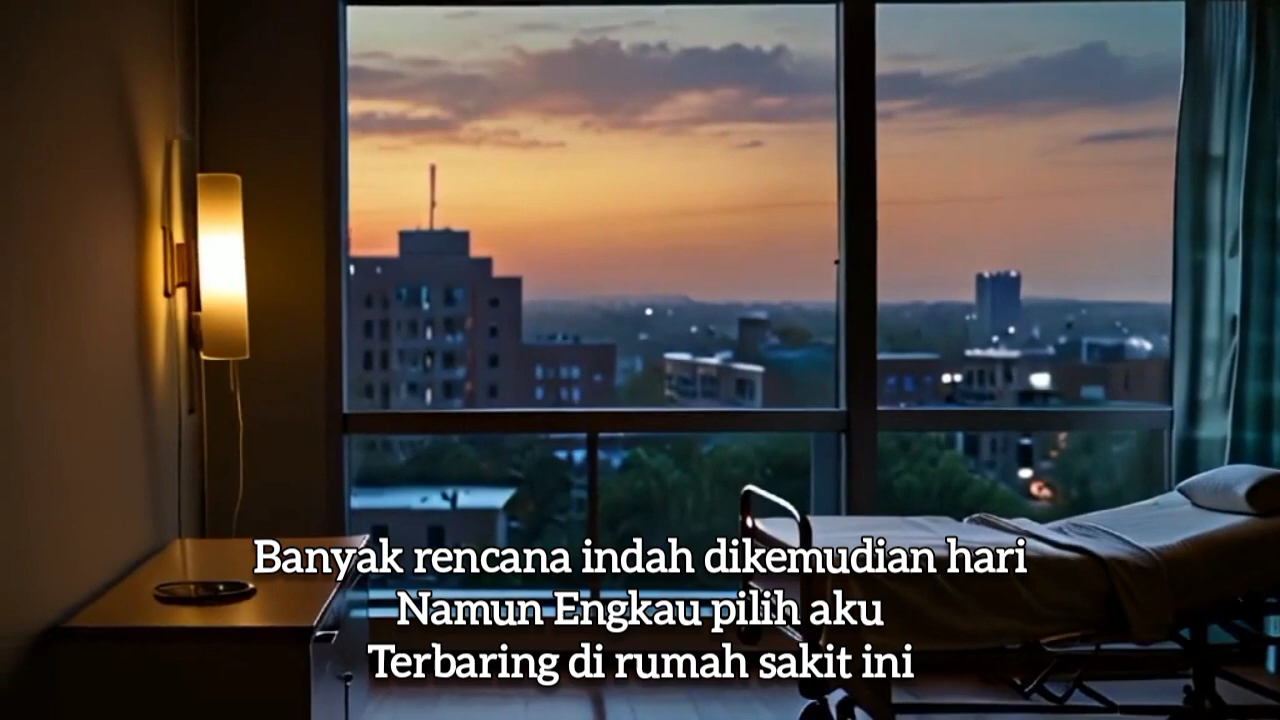 Banyak rencana indah dikemudian hari
Namun Engkau pilih aku
Terbaring di rumah sakit ini